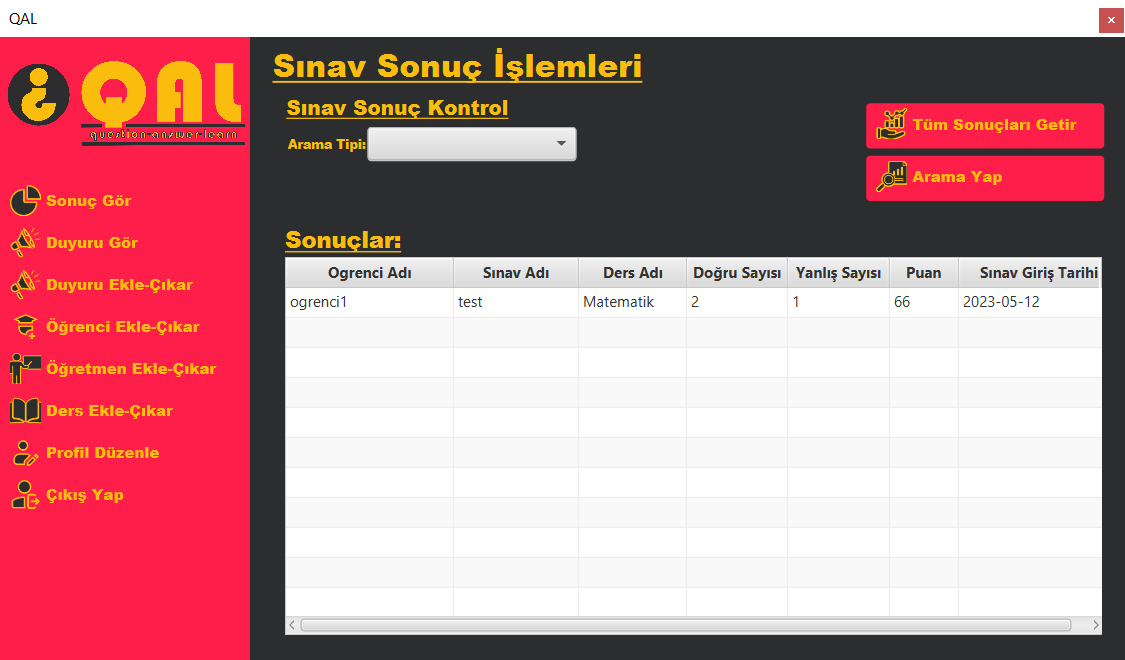 QAL
QAL
question-answer-learn
Sonuç Gör
Duyuru Gör
Duyuru Ekle-Çıkar
Öğrenci Ekle-Çıkar
Öğretmen Ekle-Çıkar
Ders Ekle-Çıkar
Profil Düzenle
Çıkış Yap
Sınav Sonuç İşlemleri
Sınav Sonuç Kontrol
Arama Tipi:
Tüm Sonuçları Getir
Arama Yap
Sonuçlar:
Ogrenci Adı Sınav Adı Ders Adı Doğru Sayısı Yanlış Sayısı Puan Sınav Giriş Tarihi
ogrenci1 test Matematik 2 1 66 2023-05-12